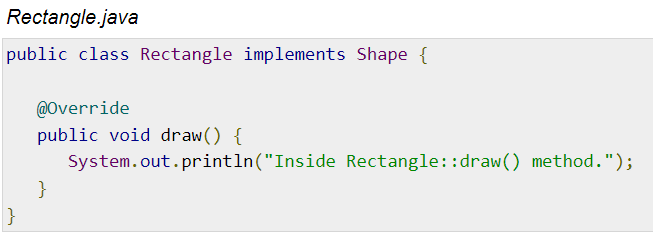 Rectangle.java
public class Rectangle implements Shape {
@Override
public void draw() {
System.out.println("Inside Rectangle::draw() method.");
}
}